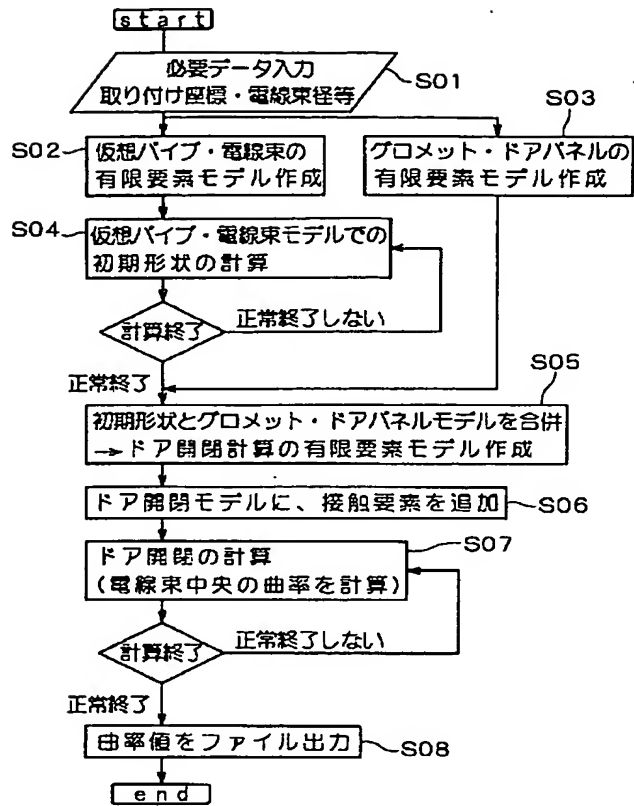 start
必要データ入力
取り付け座標・電線束径等
S01
S03
S02
仮想パイプ・電線束の
有限要素モデル作成
グロメット・ドアパネルの
有限要素モデル作成
S04
仮想パイプ・電線束モデルでの
初期形状の計算
計算終了
正常終了しない
正常終了
S05
初期形状とグロメット・ドアパネルモデルを合併
→ドア開閉計算の有限要素モデル作成
ドア開閉モデルに、接触要素を追加
S06
S07
ドア開閉の計算
(電線束中央の曲率を計算)
計算終了
正常終了しない
正常終了
曲率値をファイル出力
S08
end